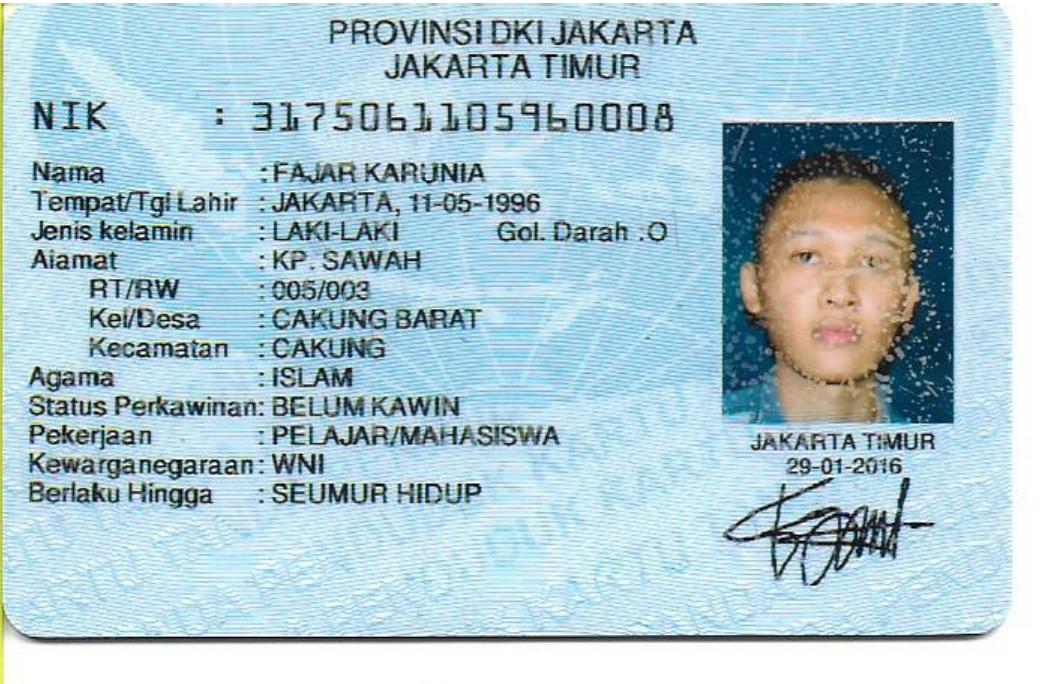 PROVINSI DKI JAKARTA
JAKARTA TIMUR
NIK : 3175061105960008
Nama : FAJAR KARUNIA
Tempat/Tgl Lahir : JAKARTA, 11-05-1996
Jenis kelamin : LAKI-LAKI Gol. Darah : O
Alamat : KP. SAWAH
RT/RW : 005/003
Kel/Desa : CAKUNG BARAT
Kecamatan : CAKUNG
Agama : ISLAM
Status Perkawinan: BELUM KAWIN
Pekerjaan : PELAJAR/MAHASISWA
Kewarganegaraan: WNI
Berlaku Hingga : SEUMUR HIDUP
JAKARTA TIMUR
29-01-2016